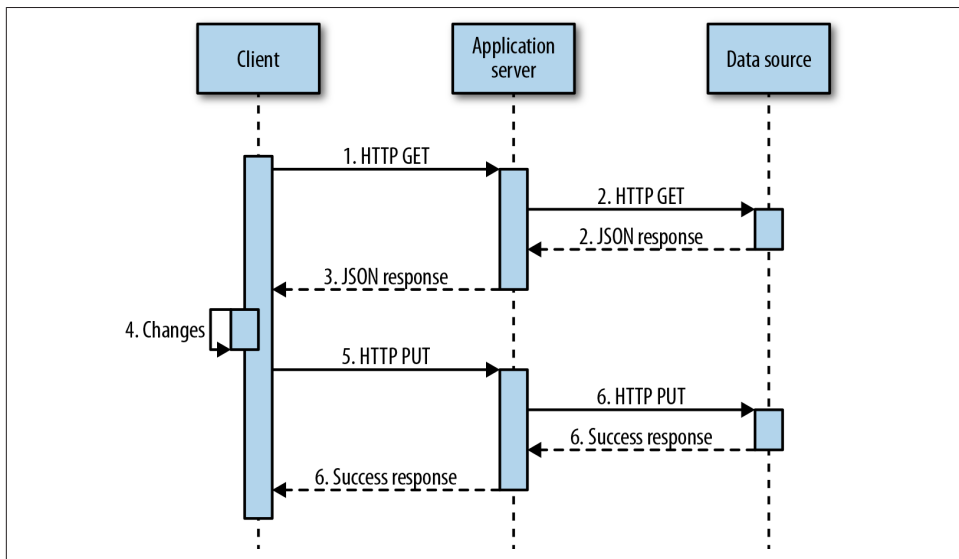 Client
Application
server
Data source
1. HTTP GET
2. HTTP GET
2. JSON response
3. JSON response
4. Changes
5. HTTP PUT
6. HTTP PUT
6. Success response
6. Success response